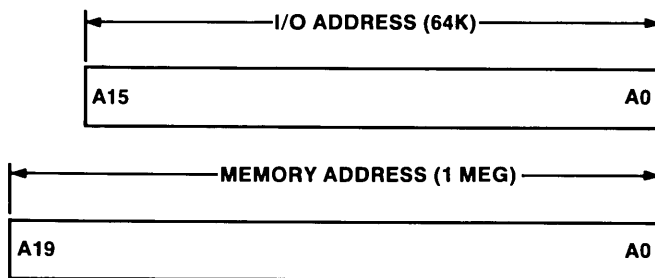 I/O ADDRESS (64K)
A15 A0
MEMORY ADDRESS (1 MEG)
A19 A0